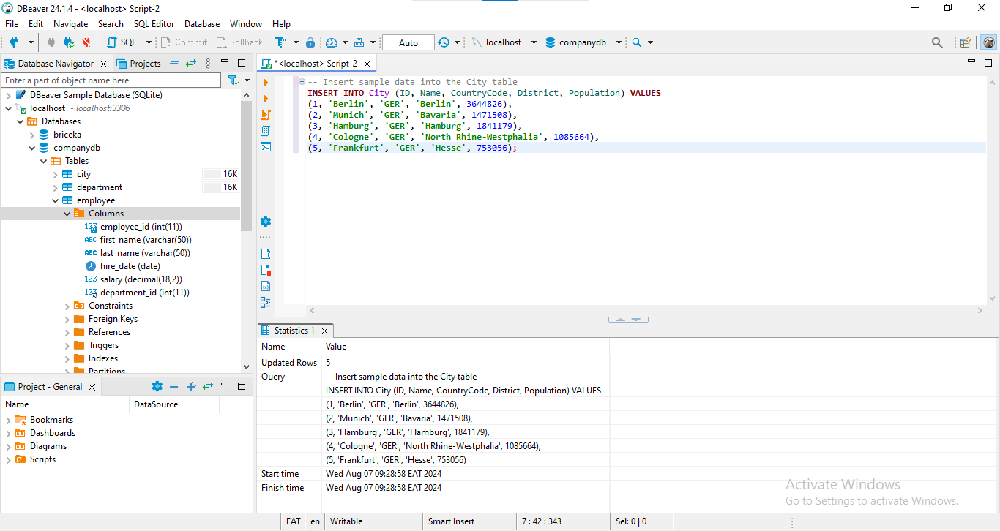 DBeaver 24.1.4 - <localhost> Script-2
File Edit Navigate Search SQL Editor Database Window Help
SQL Commit Rollback Auto localhost companydb
Database Navigator Projects
Enter a part of object name here
DBeaver Sample Database (SQLite)
localhost - localhost:3306
Databases
briceka
companydb
Tables
city 16K
department 16K
employee
Columns
123 employee_id (int(11))
ABC first_name (varchar(50))
ABC last_name (varchar(50))
hire_date (date)
123 salary (decimal(18,2))
123 department_id (int(11))
Constraints
Foreign Keys
References
Triggers
Indexes
Partitions
Project - General
Name DataSource
Bookmarks
Dashboards
Diagrams
Scripts
*<localhost> Script-2
-- Insert sample data into the City table
INSERT INTO City (ID, Name, CountryCode, District, Population) VALUES
(1, 'Berlin', 'GER', 'Berlin', 3644826),
(2, 'Munich', 'GER', 'Bavaria', 1471508),
(3, 'Hamburg', 'GER', 'Hamburg', 1841179),
(4, 'Cologne', 'GER', 'North Rhine-Westphalia', 1085664),
(5, 'Frankfurt', 'GER', 'Hesse', 753056);
Statistics 1
Name Value
Updated Rows 5
Query -- Insert sample data into the City table
INSERT INTO City (ID, Name, CountryCode, District, Population) VALUES
(1, 'Berlin', 'GER', 'Berlin', 3644826),
(2, 'Munich', 'GER', 'Bavaria', 1471508),
(3, 'Hamburg', 'GER', 'Hamburg', 1841179),
(4, 'Cologne', 'GER', 'North Rhine-Westphalia', 1085664),
(5, 'Frankfurt', 'GER', 'Hesse', 753056)
Start time Wed Aug 07 09:28:58 EAT 2024
Finish time Wed Aug 07 09:28:58 EAT 2024
Activate Windows
Go to Settings to activate Windows.
EAT en Writable Smart Insert 7 : 42 : 343 Sel: 0 | 0